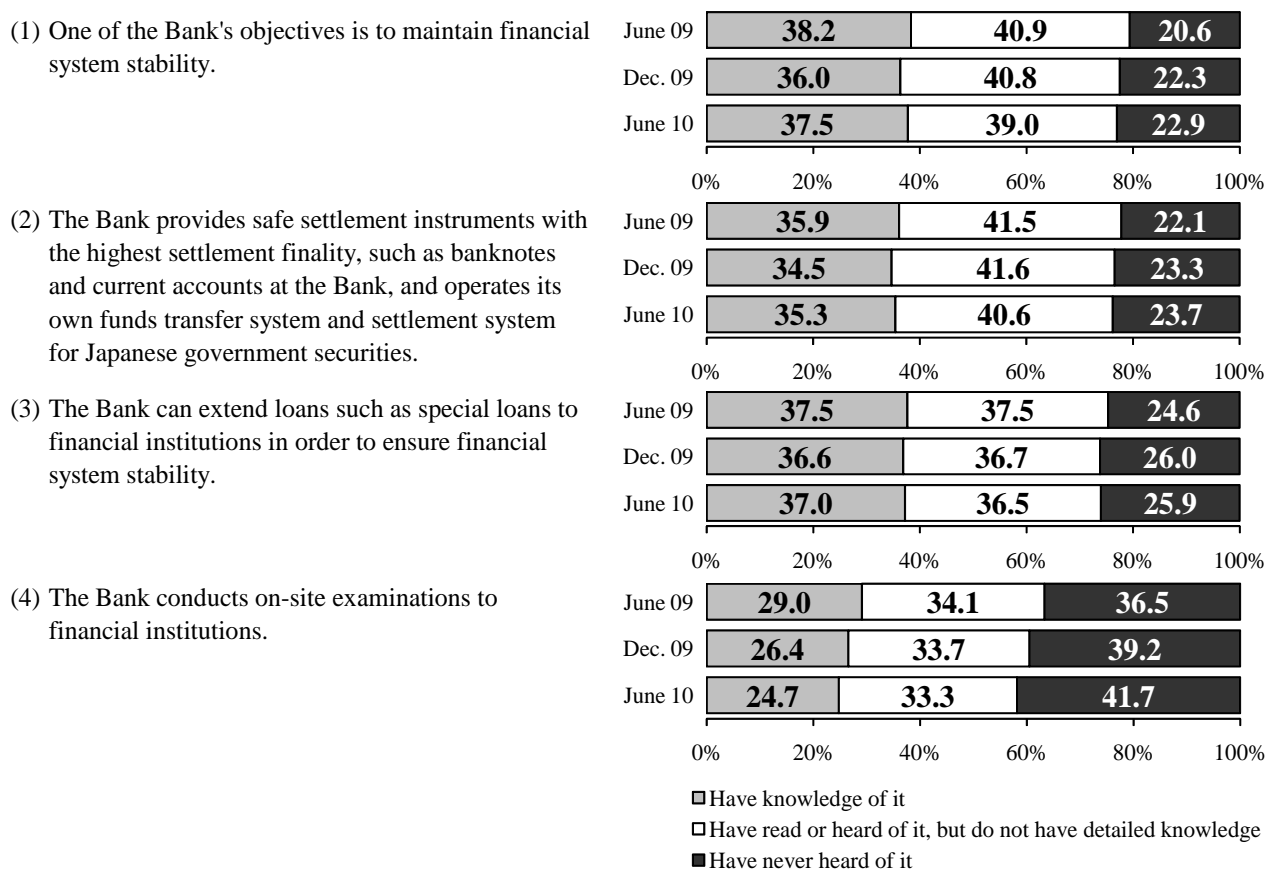 (1) One of the Bank's objectives is to maintain financial
system stability.
June 09 38.2 40.9 20.6
Dec. 09 36.0 40.8 22.3
June 10 37.5 39.0 22.9
0% 20% 40% 60% 80% 100%
(2) The Bank provides safe settlement instruments with
the highest settlement finality, such as banknotes
and current accounts at the Bank, and operates its
own funds transfer system and settlement system
for Japanese government securities.
June 09 35.9 41.5 22.1
Dec. 09 34.5 41.6 23.3
June 10 35.3 40.6 23.7
0% 20% 40% 60% 80% 100%
(3) The Bank can extend loans such as special loans to
financial institutions in order to ensure financial
system stability.
June 09 37.5 37.5 24.6
Dec. 09 36.6 36.7 26.0
June 10 37.0 36.5 25.9
0% 20% 40% 60% 80% 100%
(4) The Bank conducts on-site examinations to
financial institutions.
June 09 29.0 34.1 36.5
Dec. 09 26.4 33.7 39.2
June 10 24.7 33.3 41.7
0% 20% 40% 60% 80% 100%
Have knowledge of it
Have read or heard of it, but do not have detailed knowledge
Have never heard of it